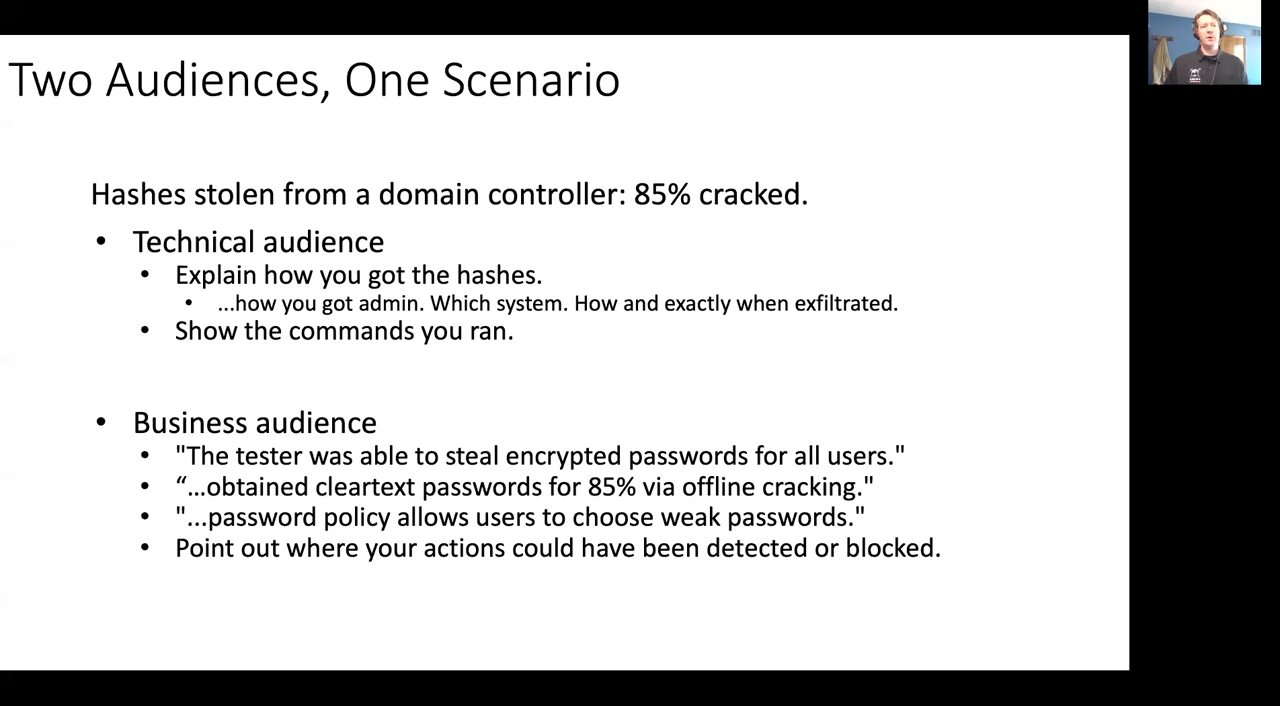 Two Audiences, One Scenario
Hashes stolen from a domain controller: 85% cracked.
• Technical audience
• Explain how you got the hashes.
• ...how you got admin. Which system. How and exactly when exfiltrated.
• Show the commands you ran.
• Business audience
• "The tester was able to steal encrypted passwords for all users."
• “...obtained cleartext passwords for 85% via offline cracking."
• "...password policy allows users to choose weak passwords."
• Point out where your actions could have been detected or blocked.